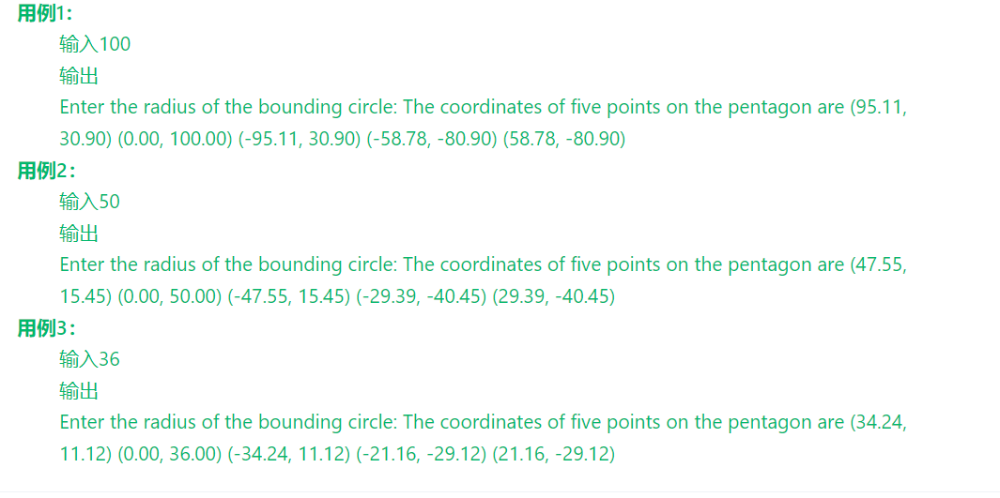 用例1：
输入100
输出
Enter the radius of the bounding circle: The coordinates of five points on the pentagon are (95.11,
30.90) (0.00, 100.00) (-95.11, 30.90) (-58.78, -80.90) (58.78, -80.90)
用例2：
输入50
输出
Enter the radius of the bounding circle: The coordinates of five points on the pentagon are (47.55,
15.45) (0.00, 50.00) (-47.55, 15.45) (-29.39, -40.45) (29.39, -40.45)
用例3：
输入36
输出
Enter the radius of the bounding circle: The coordinates of five points on the pentagon are (34.24,
11.12) (0.00, 36.00) (-34.24, 11.12) (-21.16, -29.12) (21.16, -29.12)